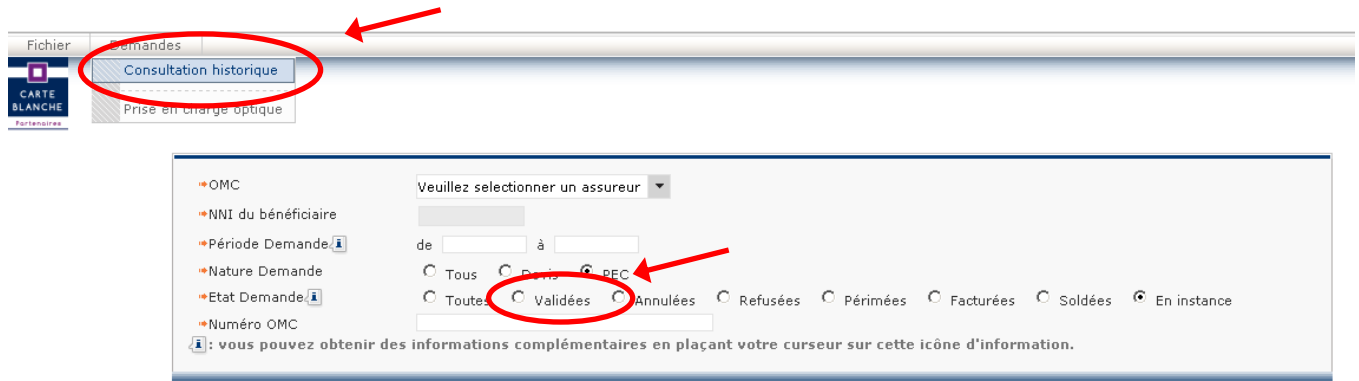 Fichier Demandes
Consultation historique
CARTE
BLANCHE
Partenaires
Prise en charge optique
OMC Veuillez selectionner un assureur
NNI du bénéficiaire
Période Demande de à
Nature Demande Tous Devis PEC
Etat Demande Toutes Validées Annulées Refusées Périmées Facturées Soldées En instance
Numéro OMC
: vous pouvez obtenir des informations complémentaires en plaçant votre curseur sur cette icône d'information.